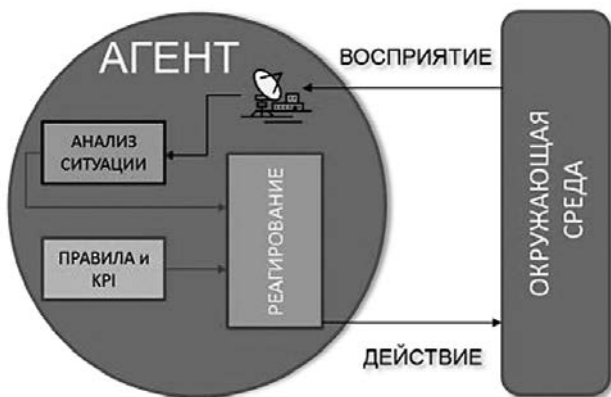 АГЕНТ
ВОСПРИЯТИЕ
АНАЛИЗ
СИТУАЦИИ
ПРАВИЛА и
KPI
РЕАГИРОВАНИЕ
ДЕЙСТВИЕ
ОКРУЖАЮЩАЯ
СРЕДА